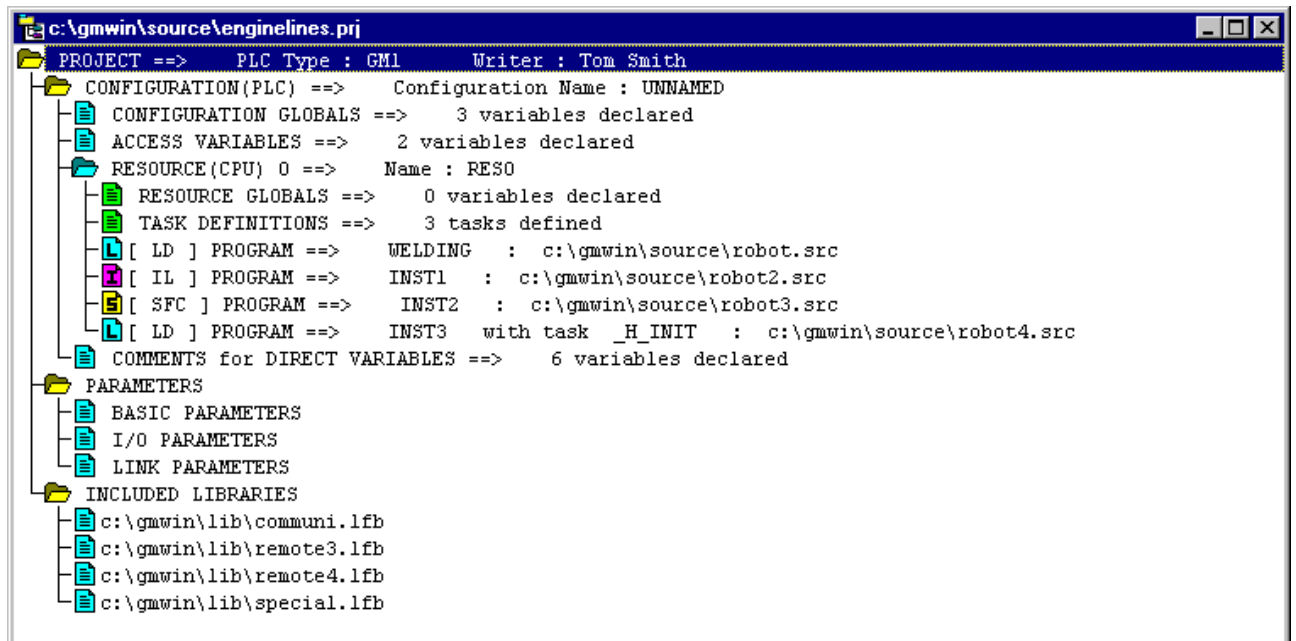 c:\gmwin\source\enginelines.prj
PROJECT ==> PLC Type : GM1 Writer : Tom Smith
CONFIGURATION(PLC) ==> Configuration Name : UNNAMED
CONFIGURATION GLOBALS ==> 3 variables declared
ACCESS VARIABLES ==> 2 variables declared
RESOURCE(CPU) 0 ==> Name : RES0
RESOURCE GLOBALS ==> 0 variables declared
TASK DEFINITIONS ==> 3 tasks defined
L [ LD ] PROGRAM ==> WELDING : c:\gmwin\source\robot.src
I [ IL ] PROGRAM ==> INST1 : c:\gmwin\source\robot2.src
S [ SFC ] PROGRAM ==> INST2 : c:\gmwin\source\robot3.src
L [ LD ] PROGRAM ==> INST3 with task _H_INIT : c:\gmwin\source\robot4.src
COMMENTS for DIRECT VARIABLES ==> 6 variables declared
PARAMETERS
BASIC PARAMETERS
I/O PARAMETERS
LINK PARAMETERS
INCLUDED LIBRARIES
c:\gmwin\lib\communi.lfb
c:\gmwin\lib\remote3.lfb
c:\gmwin\lib\remote4.lfb
c:\gmwin\lib\special.lfb